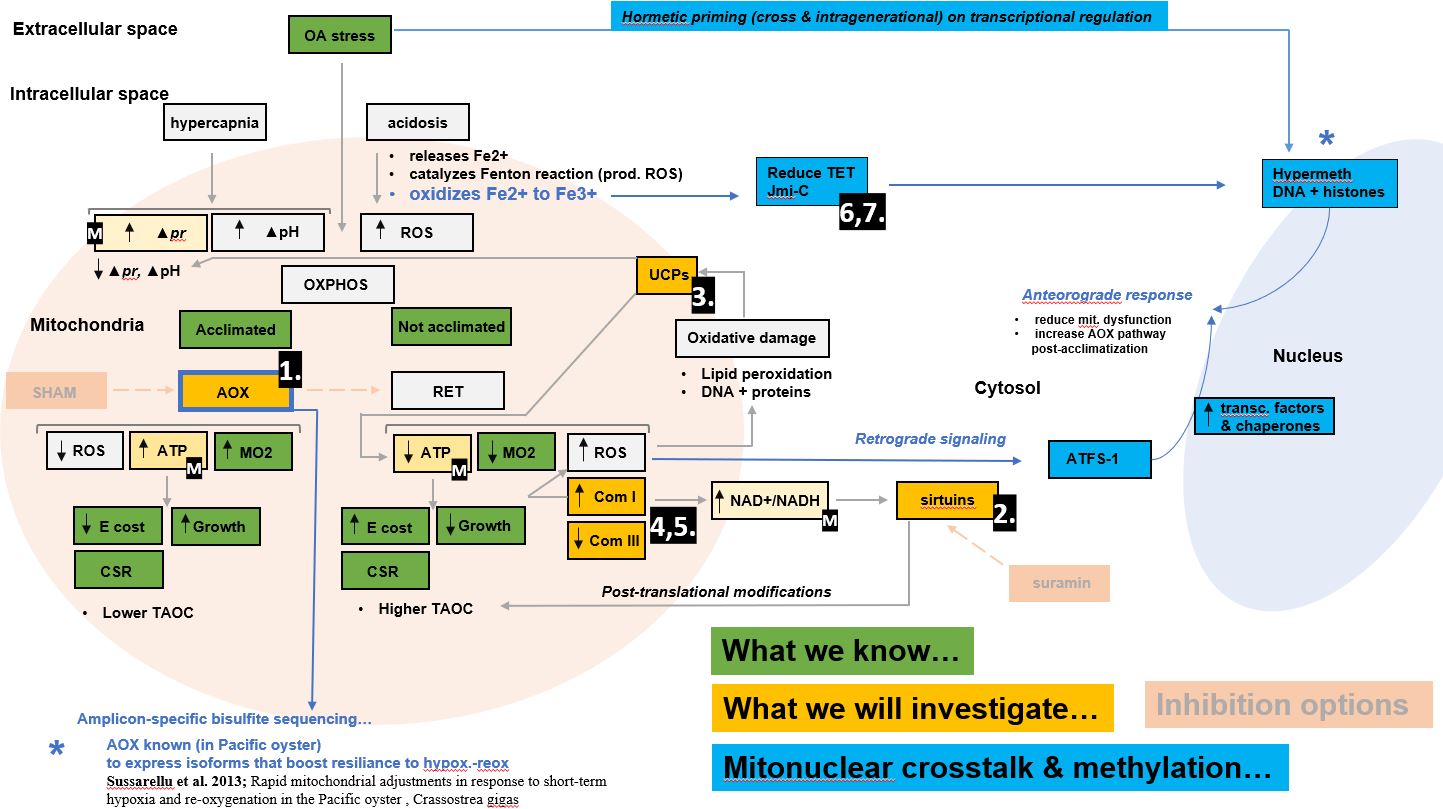 Hormetic priming (cross & intragenerational) on transcriptional regulation
Extracellular space
OA stress
Intracellular space
hypercapnia
acidosis
• releases Fe2+
• catalyzes Fenton reaction (prod. ROS)
• oxidizes Fe2+ to Fe3+
Reduce TET
Jmi-C
6,7.
*
Hypermeth
DNA + histones
M
↑ ▲pr
↑ ▲pH
↑ ROS
↓ ▲pr, ▲pH
OXPHOS
UCPs
3.
Mitochondria
Acclimated
Not acclimated
Oxidative damage
• Lipid peroxidation
• DNA + proteins
Anteorograde response
• reduce mit. dysfunction
• increase AOX pathway
post-acclimatization
Nucleus
Cytosol
SHAM
AOX
1.
RET
↑ transc. factors
& chaperones
↓ ROS
↑ ATP
M
↑ MO2
↓ ATP
M
↓ MO2
↑ ROS
Retrograde signaling
ATFS-1
↑ Com I
↓ Com III
4,5.
↑ NAD+/NADH
M
sirtuins
2.
↓ E cost
↑ Growth
CSR
• Lower TAOC
↑ E cost
↓ Growth
CSR
• Higher TAOC
suramin
Post-translational modifications
What we know…
What we will investigate…
Inhibition options
Mitonuclear crosstalk & methylation…
Amplicon-specific bisulfite sequencing…
* AOX known (in Pacific oyster)
to express isoforms that boost resiliance to hypox.-reox
Sussarellu et al. 2013; Rapid mitochondrial adjustments in response to short-term
hypoxia and re-oxygenation in the Pacific oyster , Crassostrea gigas